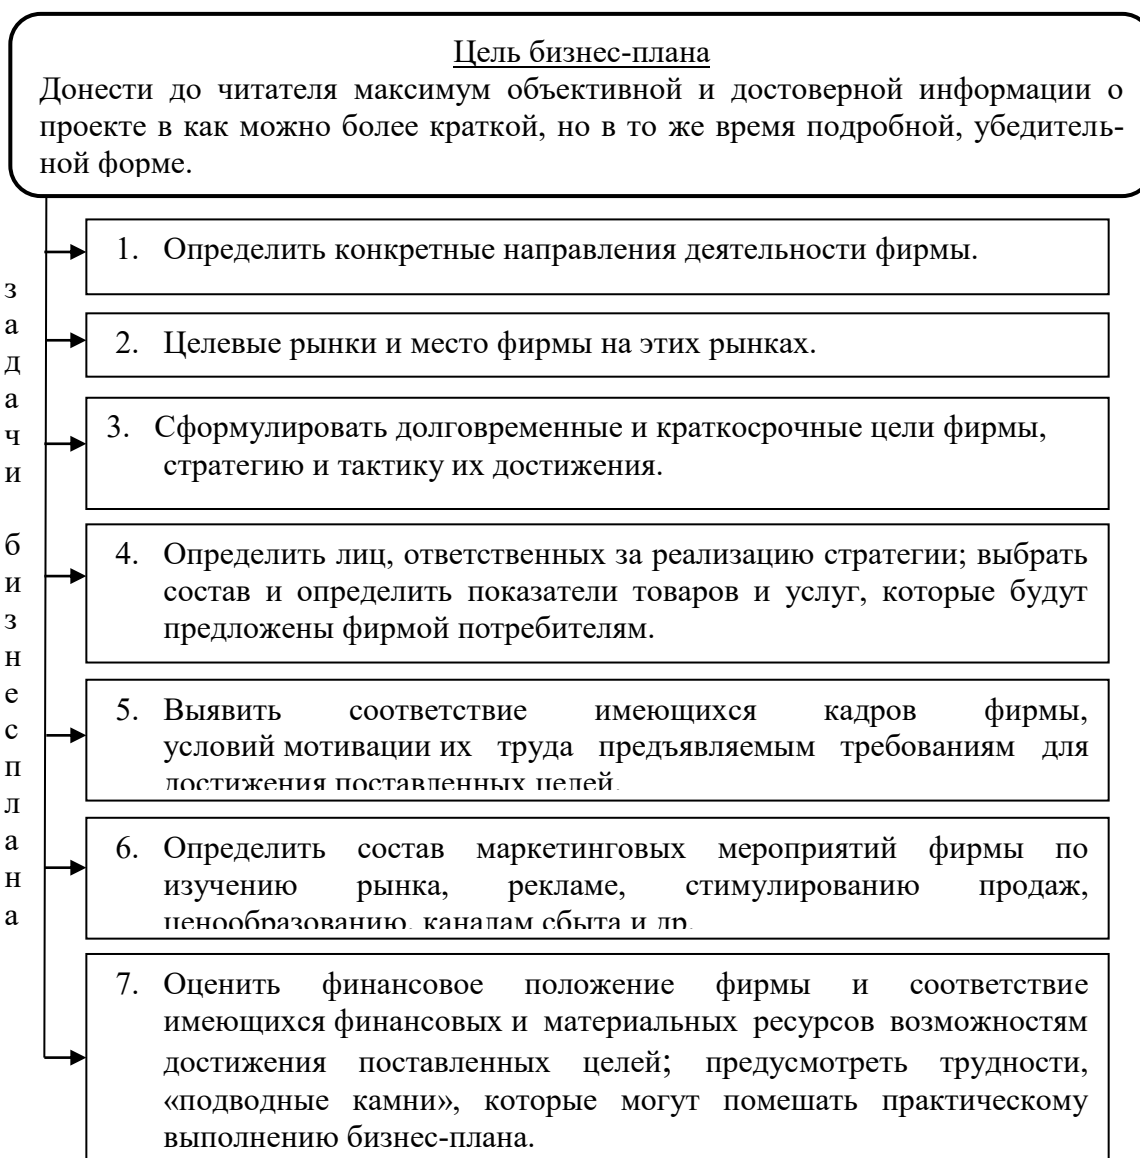 Цель бизнес-плана
Донести до читателя максимум объективной и достоверной информации о
проекте в как можно более краткой, но в то же время подробной, убедитель-
ной форме.
задачи бизнесплана
1. Определить конкретные направления деятельности фирмы.
2. Целевые рынки и место фирмы на этих рынках.
3. Сформулировать долговременные и краткосрочные цели фирмы,
стратегию и тактику их достижения.
4. Определить лиц, ответственных за реализацию стратегии; выбрать
состав и определить показатели товаров и услуг, которые будут
предложены фирмой потребителям.
5. Выявить соответствие имеющихся кадров фирмы,
условий мотивации их труда предъявляемым требованиям для
достижения поставленных целей.
6. Определить состав маркетинговых мероприятий фирмы по
изучению рынка, рекламе, стимулированию продаж,
ценообразованию, каналам сбыта и др.
7. Оценить финансовое положение фирмы и соответствие
имеющихся финансовых и материальных ресурсов возможностям
достижения поставленных целей; предусмотреть трудности,
«подводные камни», которые могут помешать практическому
выполнению бизнес-плана.